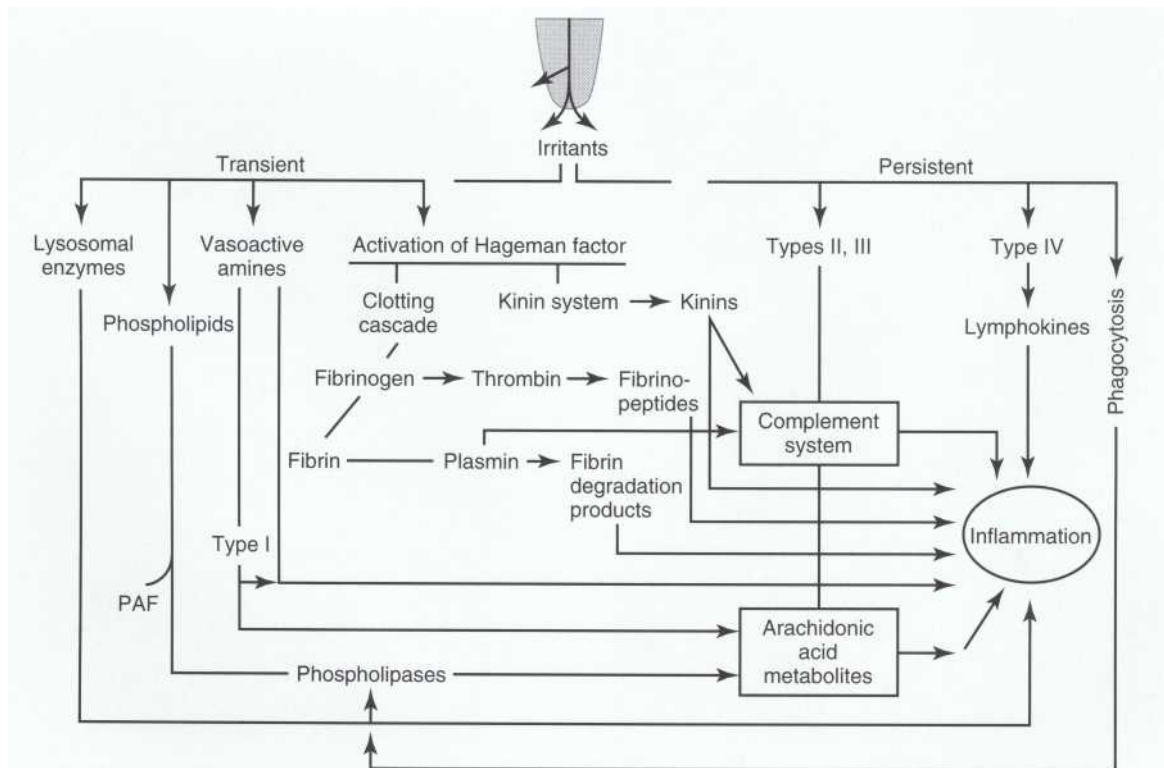 Irritants
Transient
Persistent
Lysosomal
enzymes
Vasoactive
amines
Activation of Hageman factor
Types II, III
Type IV
Phospholipids
Clotting
cascade
Kinin system
Kinins
Lymphokines
Phagocytosis
Fibrinogen
Thrombin
Fibrino-
peptides
Complement
system
Fibrin
Plasmin
Fibrin
degradation
products
Inflammation
Type I
PAF
Arachidonic
acid
metabolites
Phospholipases